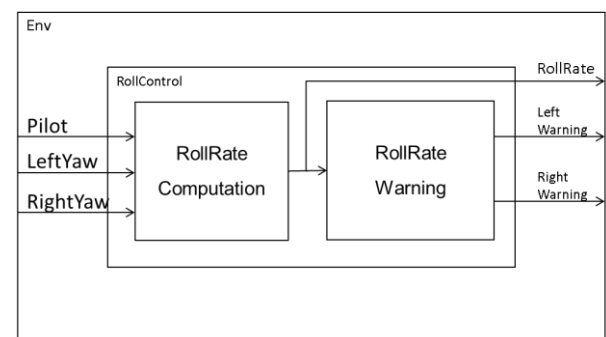 Env
RollControl
RollRate
Pilot
LeftYaw
RightYaw
RollRate
Computation
RollRate
Warning
Left
Warning
Right
Warning